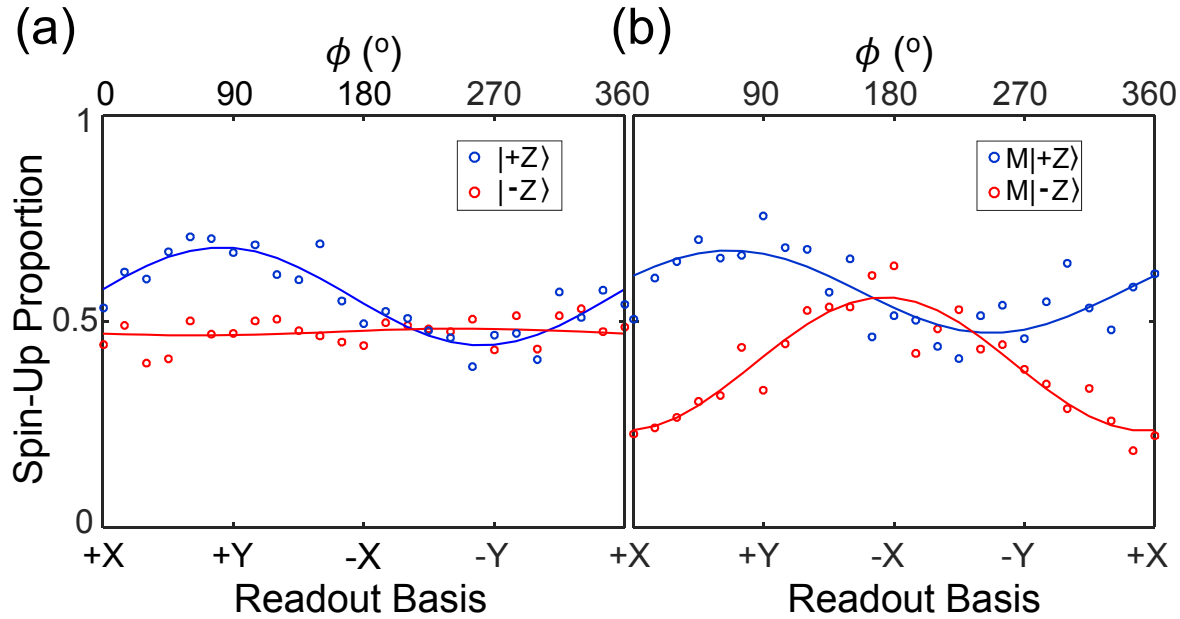 (a)
(b)
ϕ (º)
ϕ (º)
0 90 180 270 360 90 180 270 360
1
0.5
0
Spin-Up Proportion
|+Z⟩
|-Z⟩
M|+Z⟩
M|-Z⟩
+X +Y -X -Y +X +Y -X -Y +X
Readout Basis
Readout Basis